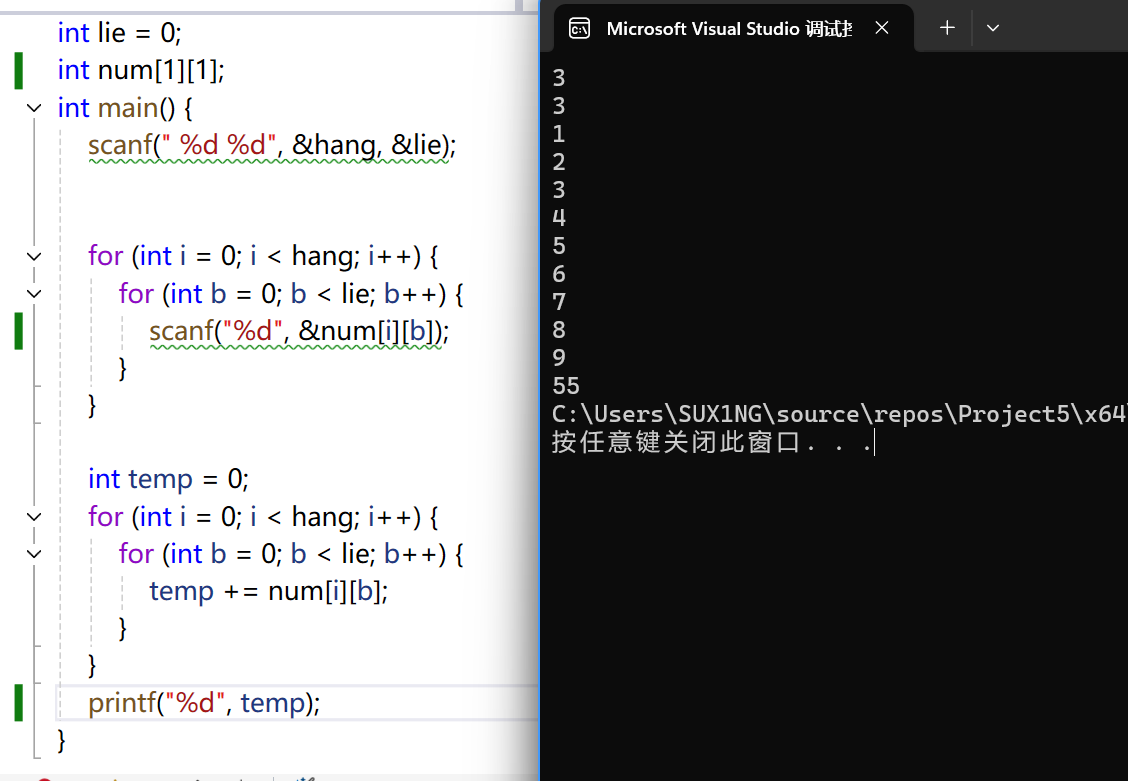 int lie = 0;
int num[1][1];
int main() {
scanf(" %d %d", &hang, &lie);
for (int i = 0; i < hang; i++) {
for (int b = 0; b < lie; b++) {
scanf("%d", &num[i][b]);
}
}
int temp = 0;
for (int i = 0; i < hang; i++) {
for (int b = 0; b < lie; b++) {
temp += num[i][b];
}
}
printf("%d", temp);
}
Microsoft Visual Studio 调试
3
3
1
2
3
4
5
6
7
8
9
55
C:\Users\SUX1NG\source\repos\Project5\x64
按任意键关闭此窗口. . .